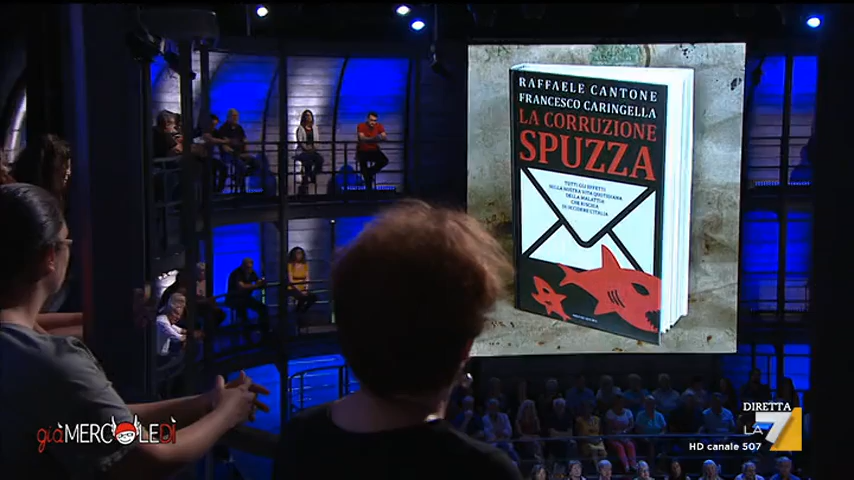 RAFFAELE CANTONE
FRANCESCO CARINGELLA
LA CORRUZIONE
SPUZZA
TUTTI GLI EFFETTI
SULLA NOSTRA VITA QUOTIDIANA
DELLA MALATTIA
CHE RISCHIA
DI UCCIDERE L'ITALIA
giàMERCOLEDÌ
DIRETTA
LA7
HD canale 507